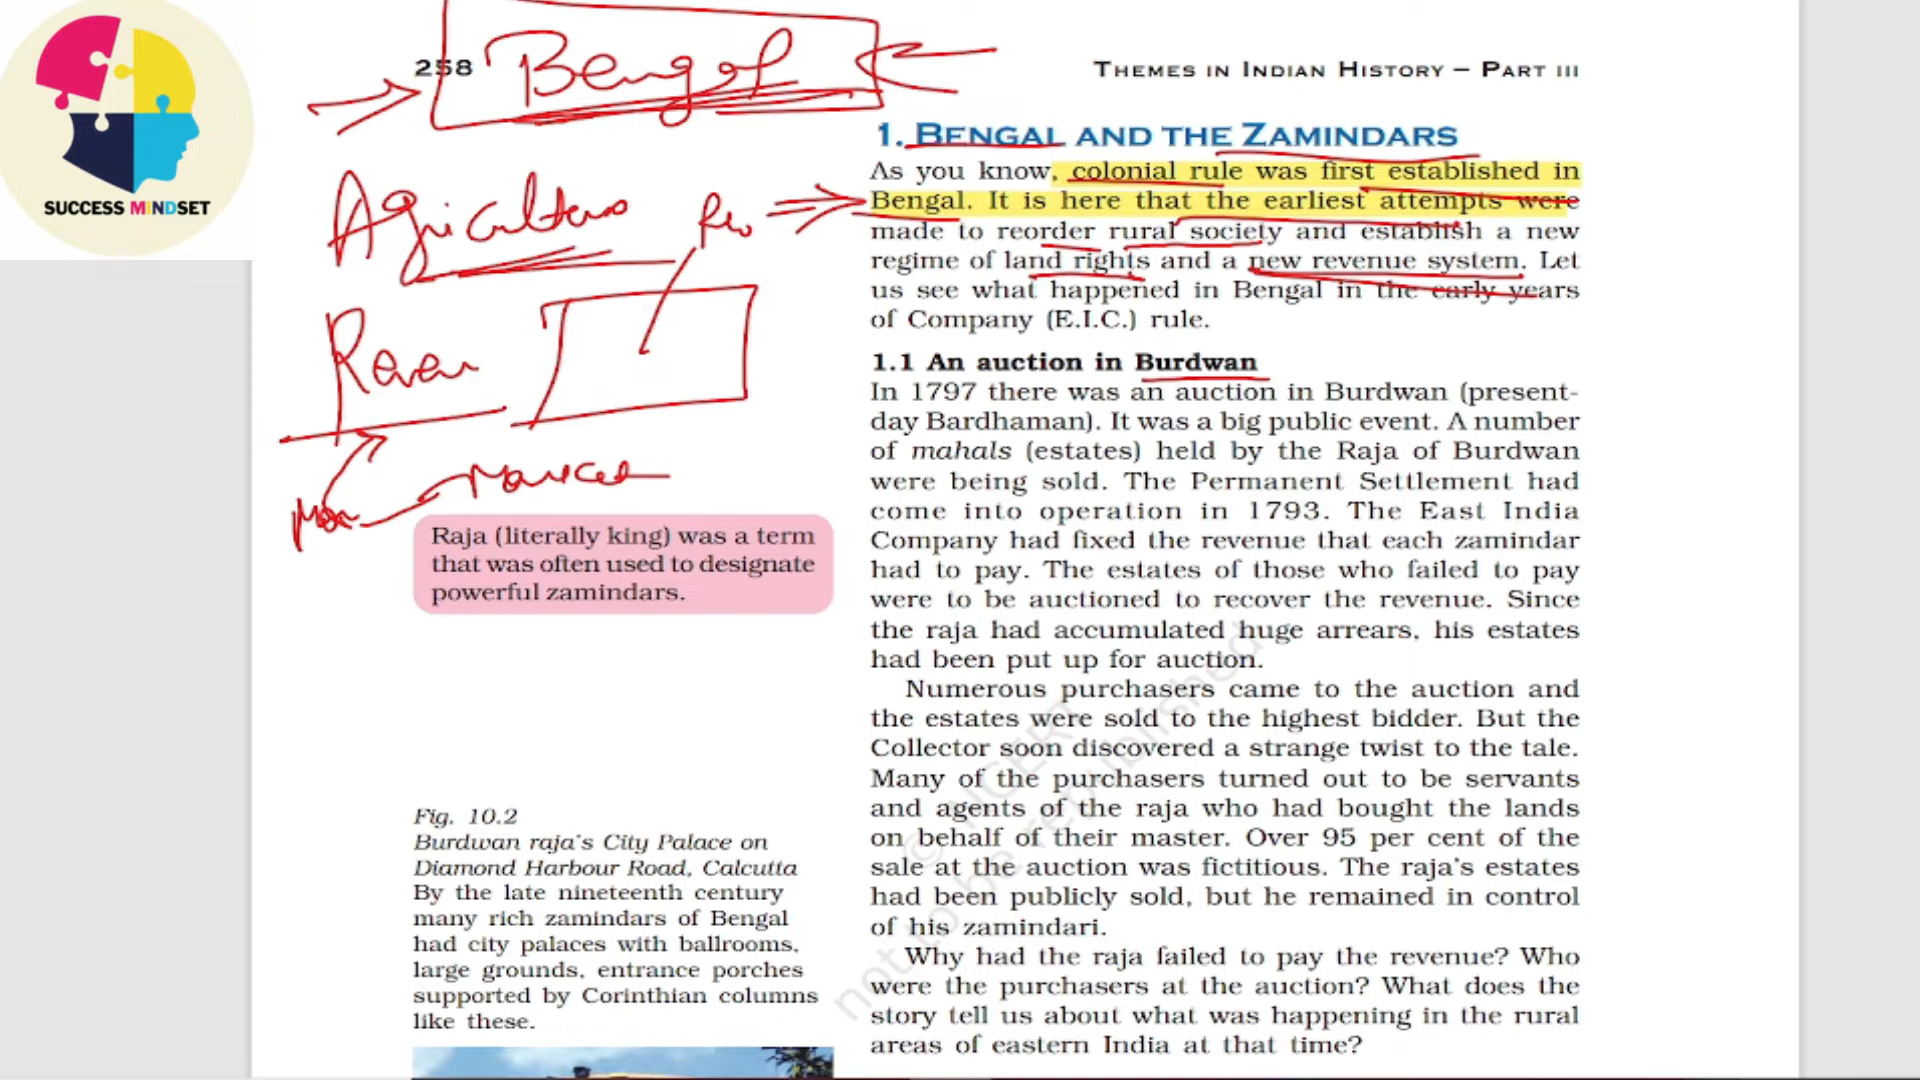 SUCCESS MINDSET
258
Bengal
THEMES IN INDIAN HISTORY – PART III
Agriculture
Rev
Reven
Market
1. BENGAL AND THE ZAMINDARS
As you know, colonial rule was first established in
Bengal. It is here that the earliest attempts were
made to reorder rural society and establish a new
regime of land rights and a new revenue system. Let
us see what happened in Bengal in the early years
of Company (E.I.C.) rule.
1.1 An auction in Burdwan
In 1797 there was an auction in Burdwan (present-
day Bardhaman). It was a big public event. A number
of mahals (estates) held by the Raja of Burdwan
were being sold. The Permanent Settlement had
come into operation in 1793. The East India
Company had fixed the revenue that each zamindar
had to pay. The estates of those who failed to pay
were to be auctioned to recover the revenue. Since
the raja had accumulated huge arrears, his estates
had been put up for auction.
Numerous purchasers came to the auction and
the estates were sold to the highest bidder. But the
Collector soon discovered a strange twist to the tale.
Many of the purchasers turned out to be servants
and agents of the raja who had bought the lands
on behalf of their master. Over 95 per cent of the
sale at the auction was fictitious. The raja's estates
had been publicly sold, but he remained in control
of his zamindari.
Why had the raja failed to pay the revenue? Who
were the purchasers at the auction? What does the
story tell us about what was happening in the rural
areas of eastern India at that time?
Raja (literally king) was a term
that was often used to designate
powerful zamindars.
Fig. 10.2
Burdwan raja's City Palace on
Diamond Harbour Road, Calcutta
By the late nineteenth century
many rich zamindars of Bengal
had city palaces with ballrooms,
large grounds, entrance porches
supported by Corinthian columns
like these.
© NCERT
not to be republished